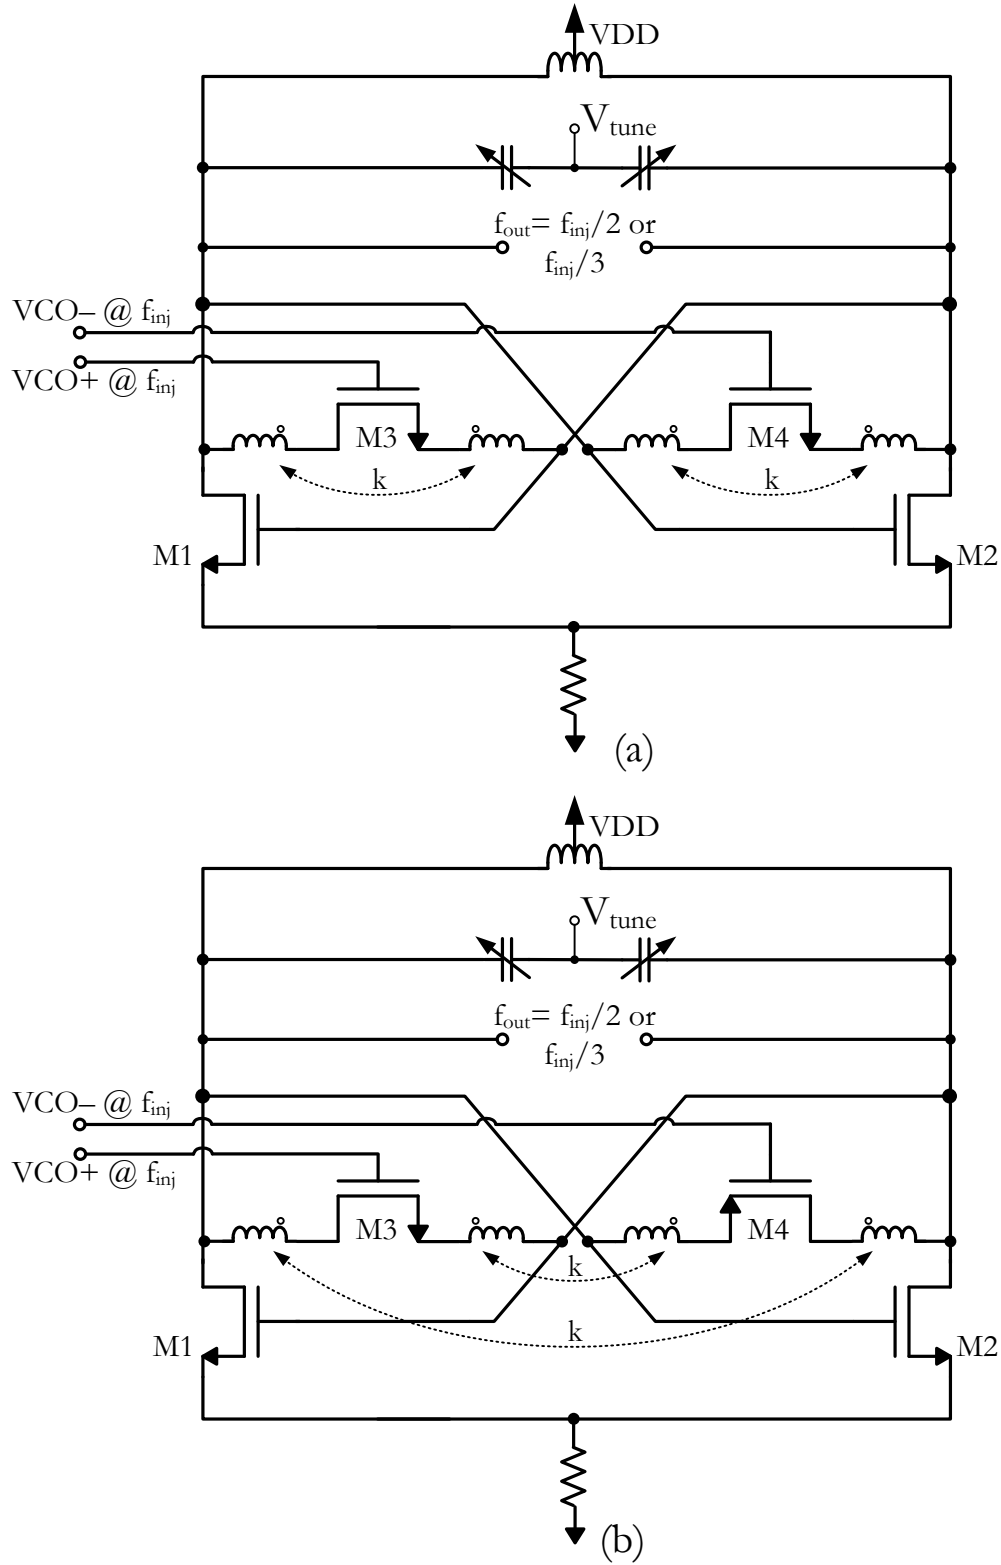 VDD
Vtune
fout= finj/2 or
finj/3
VCO– @ finj
VCO+ @ finj
M3
M4
k
k
M1
M2
(a)
VDD
Vtune
fout= finj/2 or
finj/3
VCO– @ finj
VCO+ @ finj
M3
M4
k
k
M1
M2
(b)